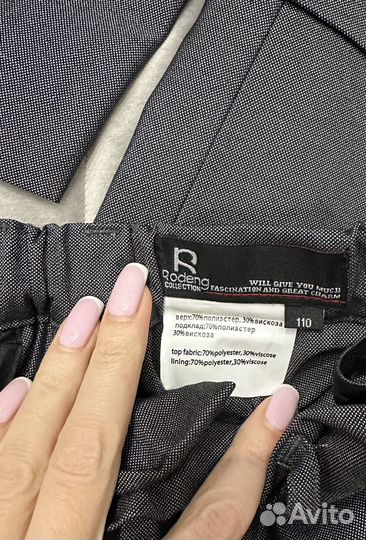 R
Rodeng
COLLECTION
WILL GIVE YOU MUCH
FASCINATION AND GREAT CHARM
110
верх:70%полиэстер, 30%вискоза
подклад:70%полиэстер
30%вискоза
top fabric:70%polyester,30%viscose
lining:70%polyester,30%viscose
Avito